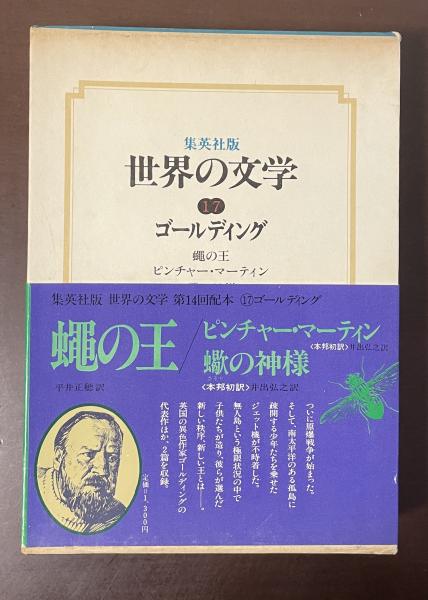 集英社版
世界の文学
17
ゴールディング
蠅の王
ピンチャー・マーティン
集英社版 世界の文学 第14回配本 ⑰ゴールディング
蠅の王/ピンチャー・マーティン
〈本邦初訳〉井出弘之訳
蠍の神様
平井正穂訳
〈本邦初訳〉井出弘之訳
ついに原爆戦争が始まった。
そして、南太平洋のある孤島に
疎開する少年たちを乗せた
ジェット機が不時着した。
無人島という極限状況の中で
子供たちが造り、彼らが選んだ
新しい秩序、新しい王とは――。
英国の異色作家ゴールディングの
代表作ほか、2篇を収録。
定価=1,300円